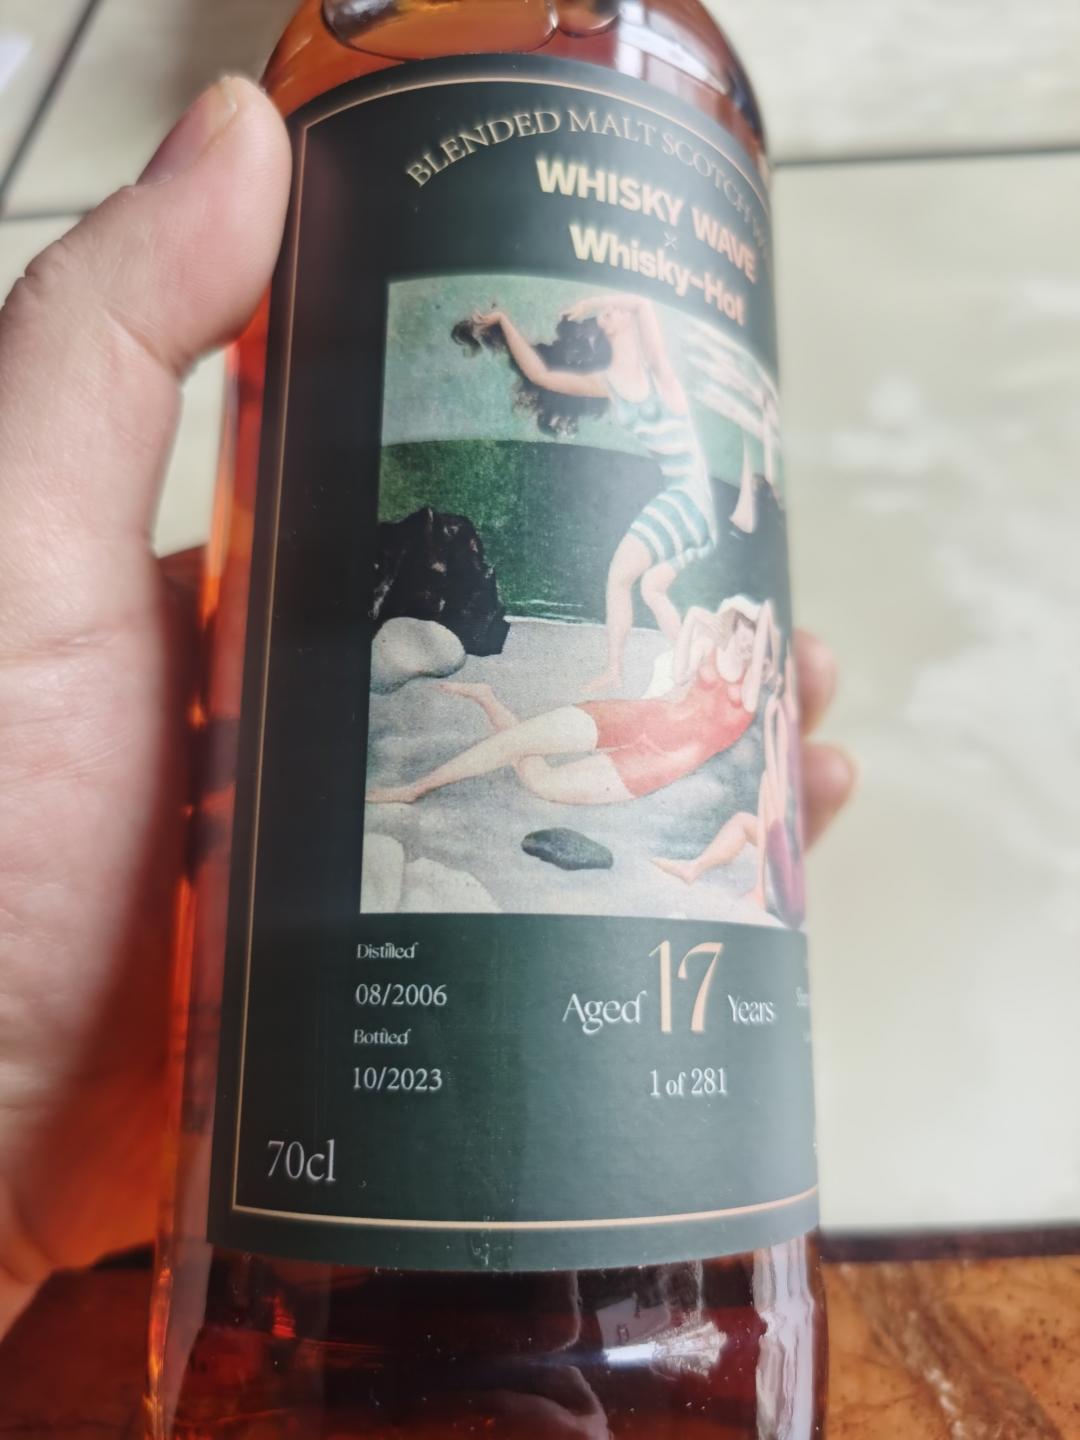 BLENDED MALT SCOTCH
WHISKY WAVE
×
Whisky-Hot
Distilled
08/2006
Bottled
10/2023
Aged 17 Years
1 of 281
70cl